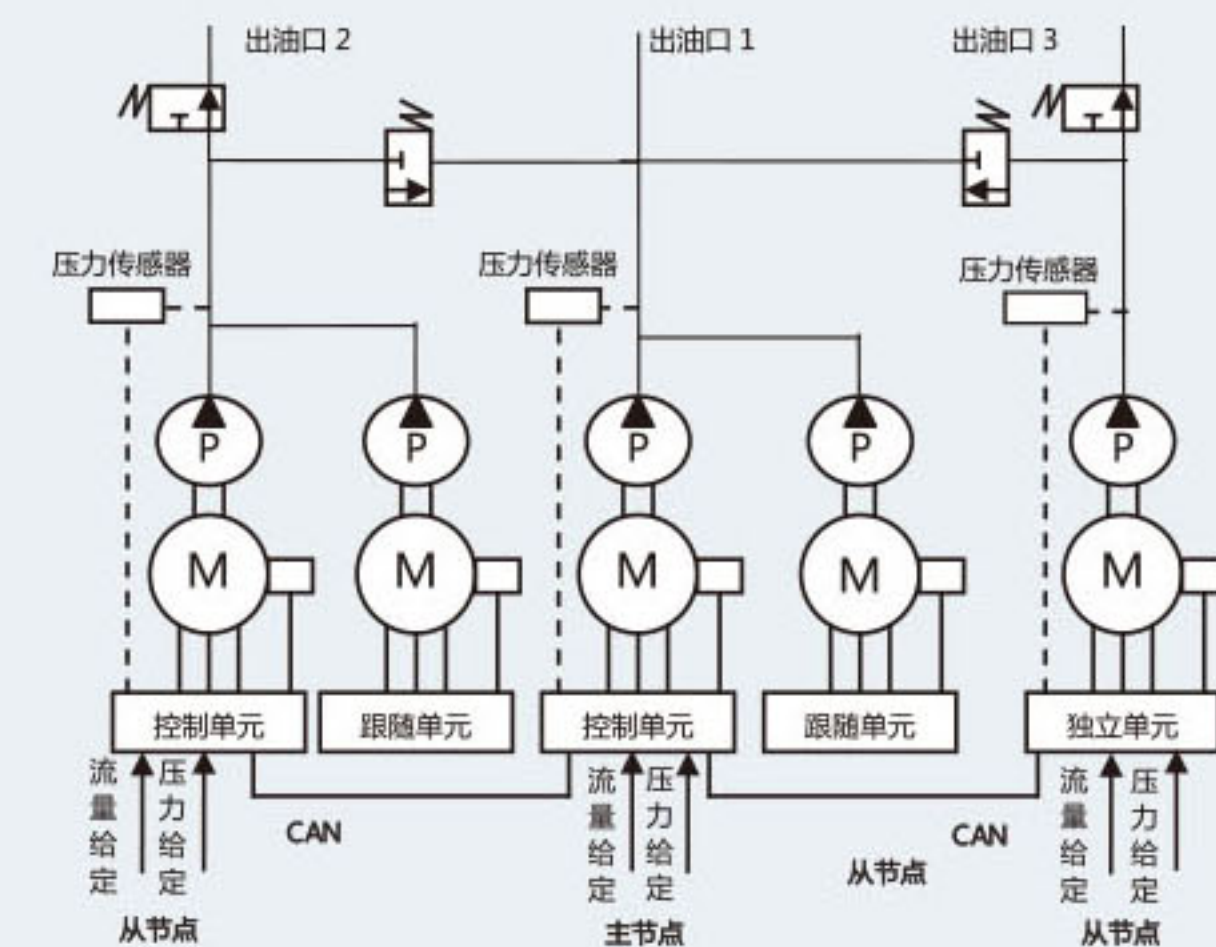 出油口 2
出油口 1
出油口 3
压力传感器
压力传感器
压力传感器
P
P
P
P
P
M
M
M
M
M
控制单元
跟随单元
控制单元
跟随单元
独立单元
流量给定
压力给定
流量给定
压力给定
流量给定
压力给定
CAN
CAN
从节点
从节点
主节点
从节点